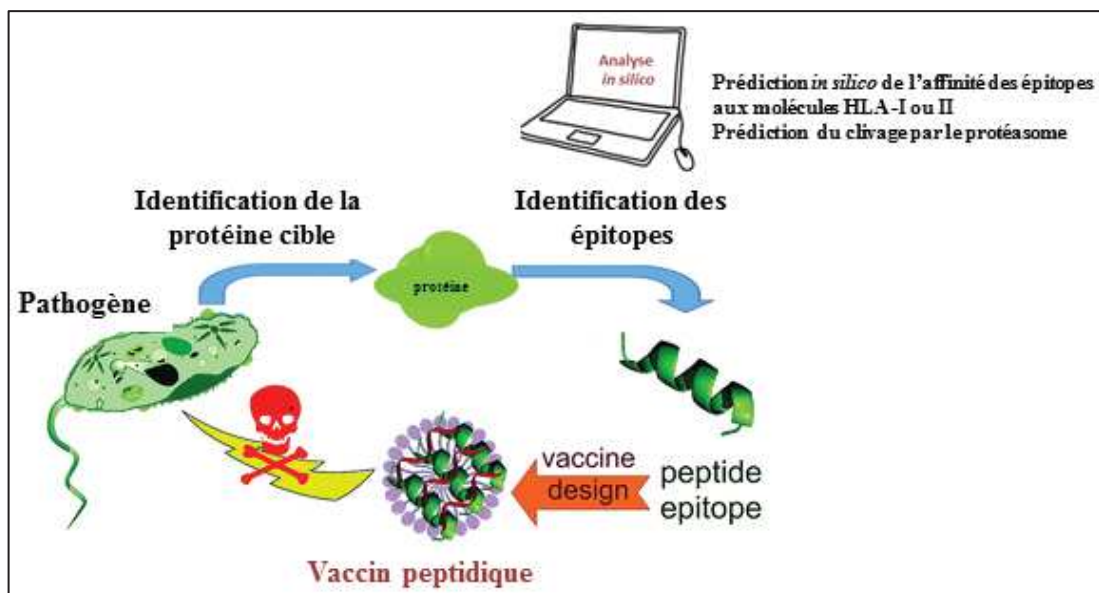 Analyse
in silico
Prédiction in silico de l'affinité des épitopes
aux molécules HLA-I ou II
Prédiction du clivage par le protéasome
Identification de la
protéine cible
Identification des
épitopes
protéine
Pathogène
vaccine
design
peptide
epitope
Vaccin peptidique